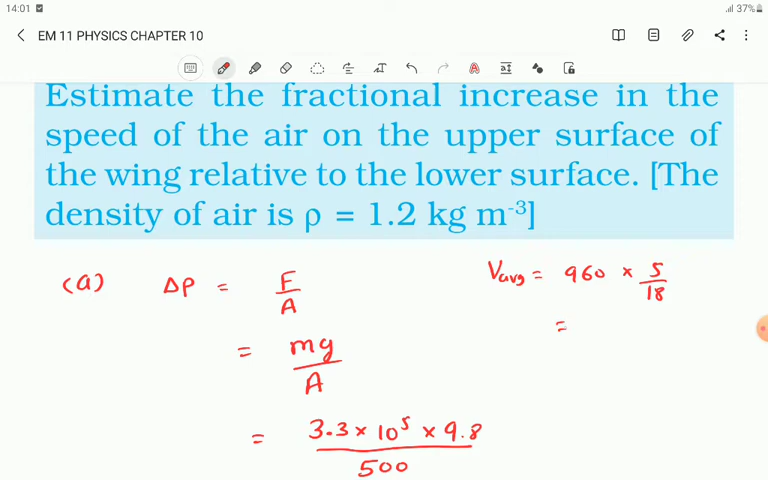 14:01 37%
EM 11 PHYSICS CHAPTER 10
Estimate the fractional increase in the
speed of the air on the upper surface of
the wing relative to the lower surface. [The
density of air is ρ = 1.2 kg m⁻³]
(a) ΔP = F/A
= mg/A
= 3.3 × 10⁵ × 9.8 / 500
Vavg = 960 × 5/18
=